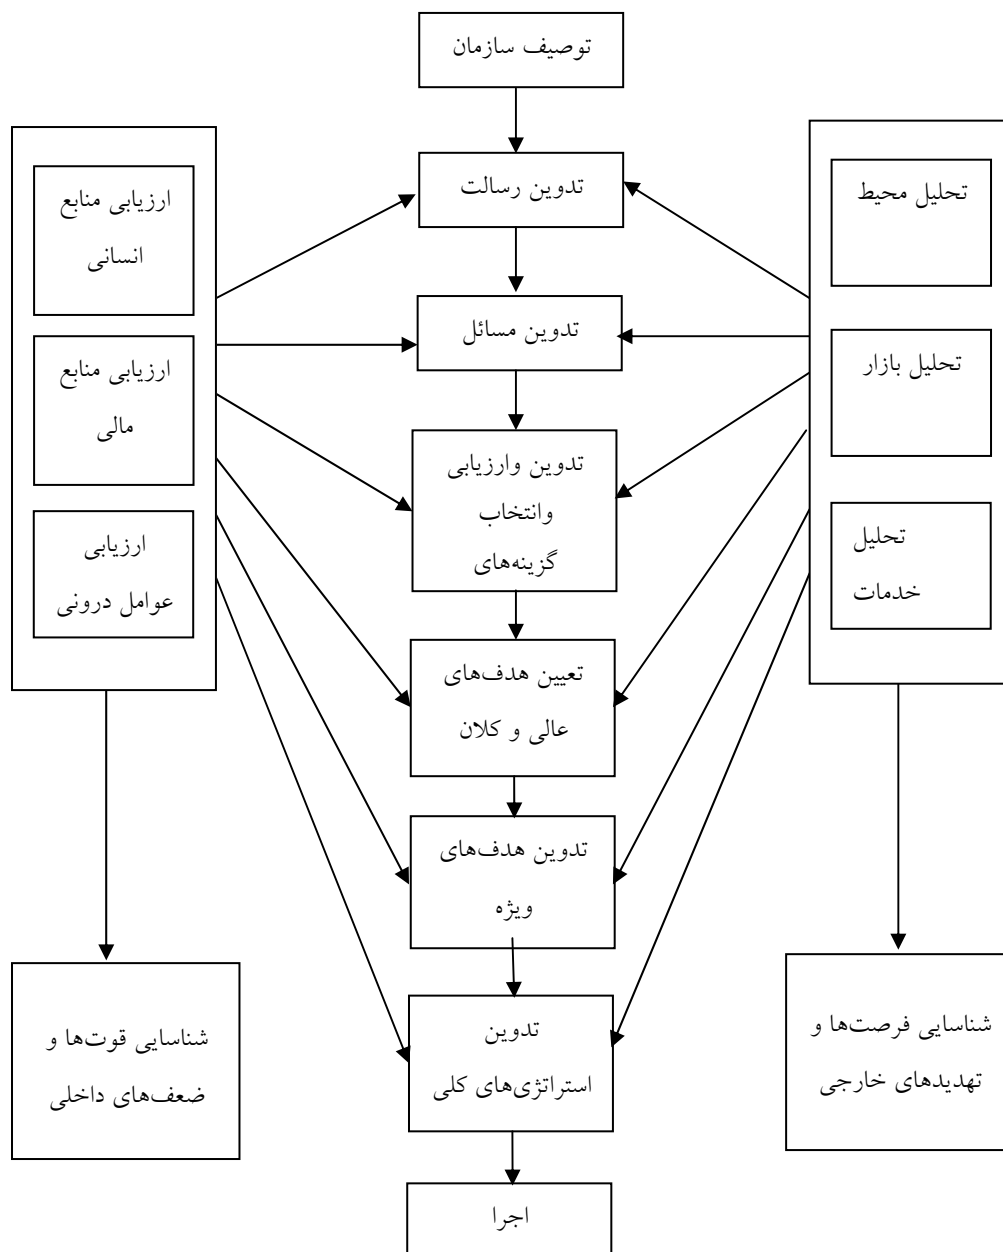 توصیف سازمان
تدوین رسالت
تدوین مسائل
تدوین وارزیابی
وانتخاب
گزینه‌های
تعیین هدف‌های
عالی و کلان
تدوین هدف‌های
ویژه
تدوین
استراتژی‌های کلی
اجرا
تحلیل محیط
تحلیل بازار
تحلیل
خدمات
شناسایی فرصت‌ها و
تهدیدهای خارجی
ارزیابی منابع
انسانی
ارزیابی منابع
مالی
ارزیابی
عوامل درونی
شناسایی قوت‌ها و
ضعف‌های داخلی